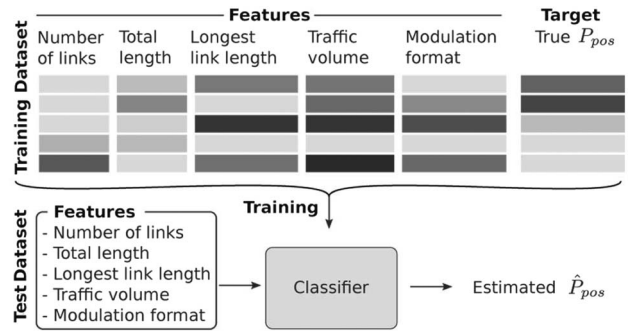 Features
Target
Number of links
Total length
Longest link length
Traffic volume
Modulation format
True P_pos
Training Dataset
Training
Test Dataset
Features
- Number of links
- Total length
- Longest link length
- Traffic volume
- Modulation format
Classifier
Estimated P̂_pos